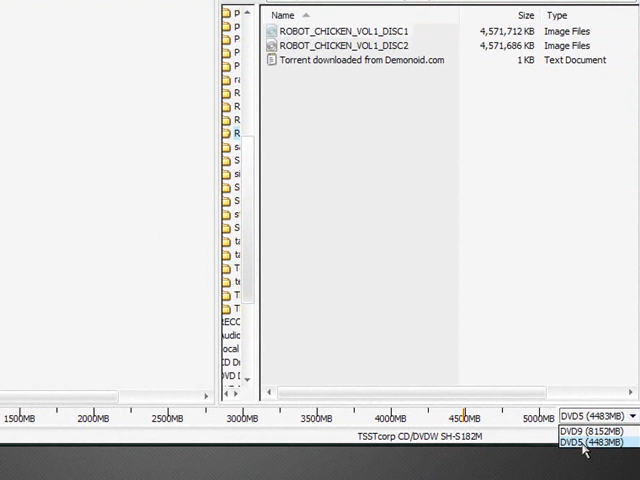 Name Size Type
ROBOT_CHICKEN_VOL1_DISC1 4,571,712 KB Image Files
ROBOT_CHICKEN_VOL1_DISC2 4,571,686 KB Image Files
Torrent downloaded from Demonoid.com 1 KB Text Document
1500MB 2000MB 3000MB 3500MB 4000MB 4500MB 5000MB DVD5 (4483MB)
DVD9 (8152MB)
DVD5 (4483MB)
TSSTcorp CD/DVDW SH-S182M